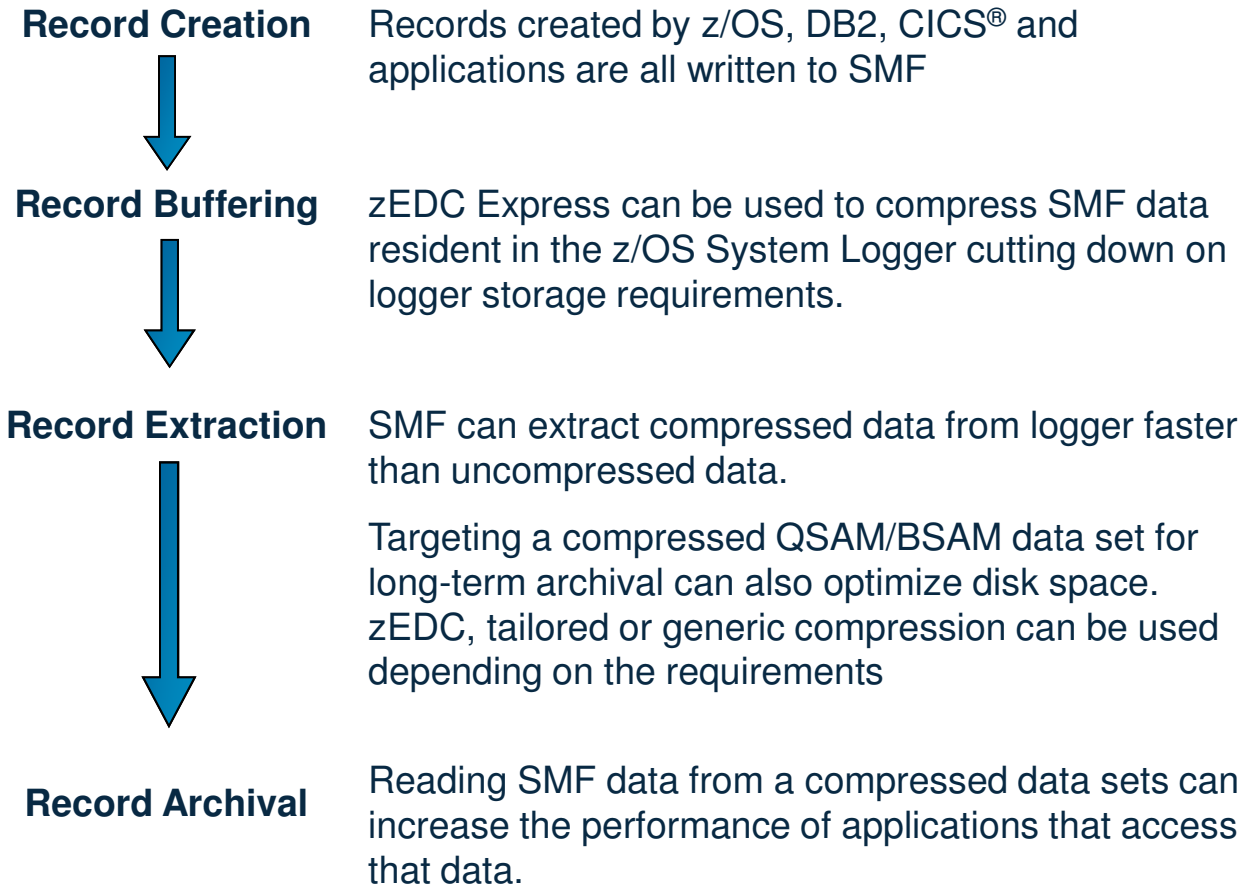 Record Creation
Records created by z/OS, DB2, CICS® and
applications are all written to SMF
Record Buffering
zEDC Express can be used to compress SMF data
resident in the z/OS System Logger cutting down on
logger storage requirements.
Record Extraction
SMF can extract compressed data from logger faster
than uncompressed data.
Targeting a compressed QSAM/BSAM data set for
long-term archival can also optimize disk space.
zEDC, tailored or generic compression can be used
depending on the requirements
Record Archival
Reading SMF data from a compressed data sets can
increase the performance of applications that access
that data.